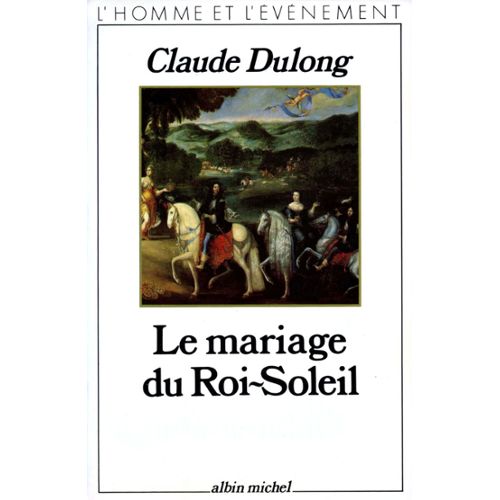 L'HOMME ET L'ÉVÉNEMENT
Claude Dulong
Le mariage
du Roi~Soleil
albin michel